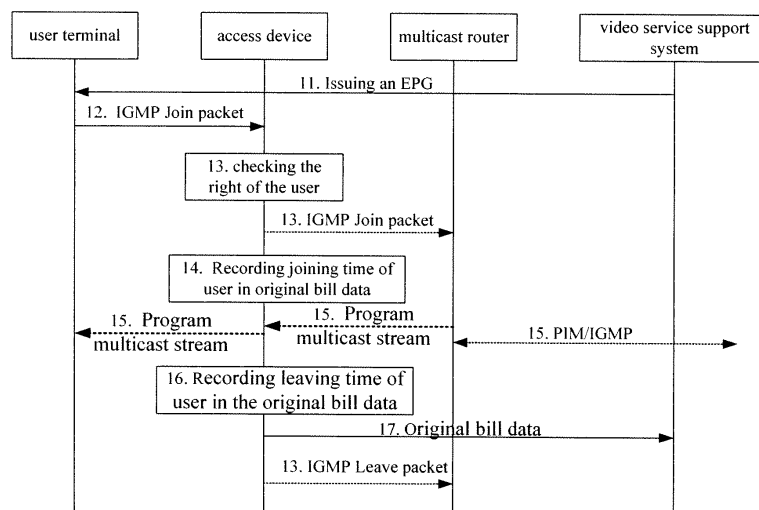 user terminal
access device
multicast router
video service support
system
11. Issuing an EPG
12. IGMP Join packet
13. checking the
right of the user
13. IGMP Join packet
14. Recording joining time of
user in original bill data
15. Program
multicast stream
15. Program
multicast stream
15. PIM/IGMP
16. Recording leaving time of
user in the original bill data
17. Original bill data
13. IGMP Leave packet